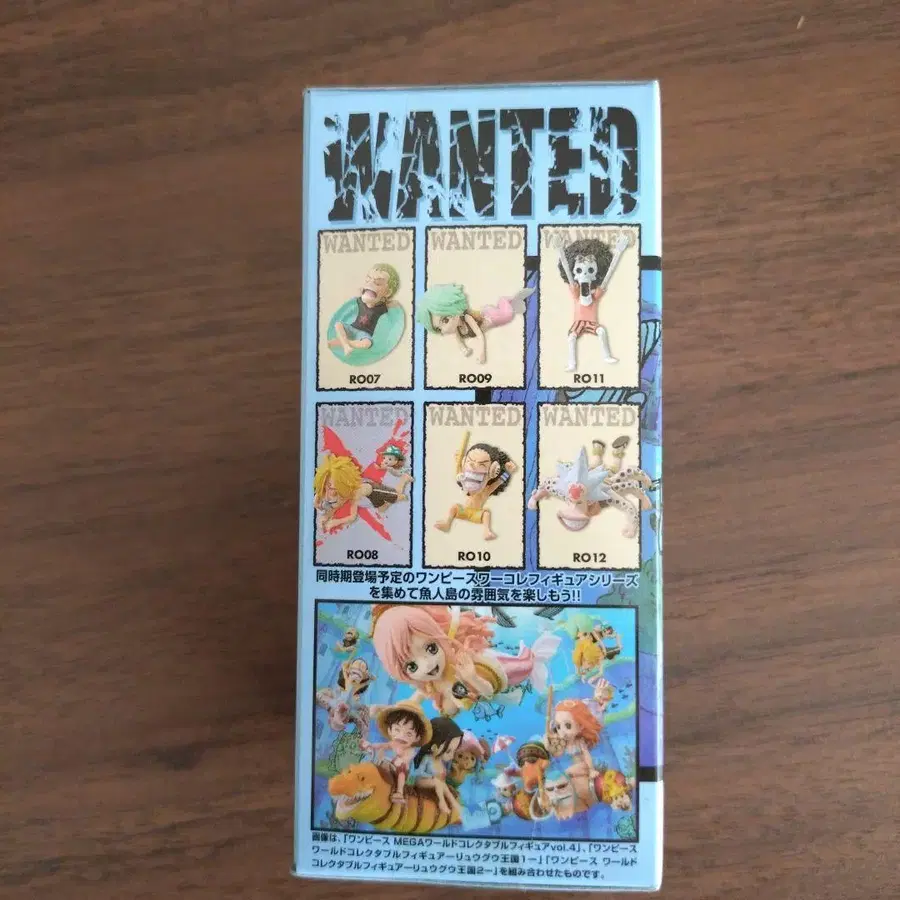 WANTED
WANTED WANTED WANTED
RO07 RO09 RO11
WANTED WANTED WANTED
RO08 RO10 RO12
同時期登場予定のワンピースワーコレフィギュアシリーズ
を集めて魚人島の雰囲気を楽しもう!!
画像は、「ワンピース MEGAワールドコレクタブルフィギュアvol.4」、「ワンピース
ワールドコレクタブルフィギュアーリュウグウ王国1ー」「ワンピース ワールド
コレクタブルフィギュアーリュウグウ王国2ー」を組み合わせたものです。